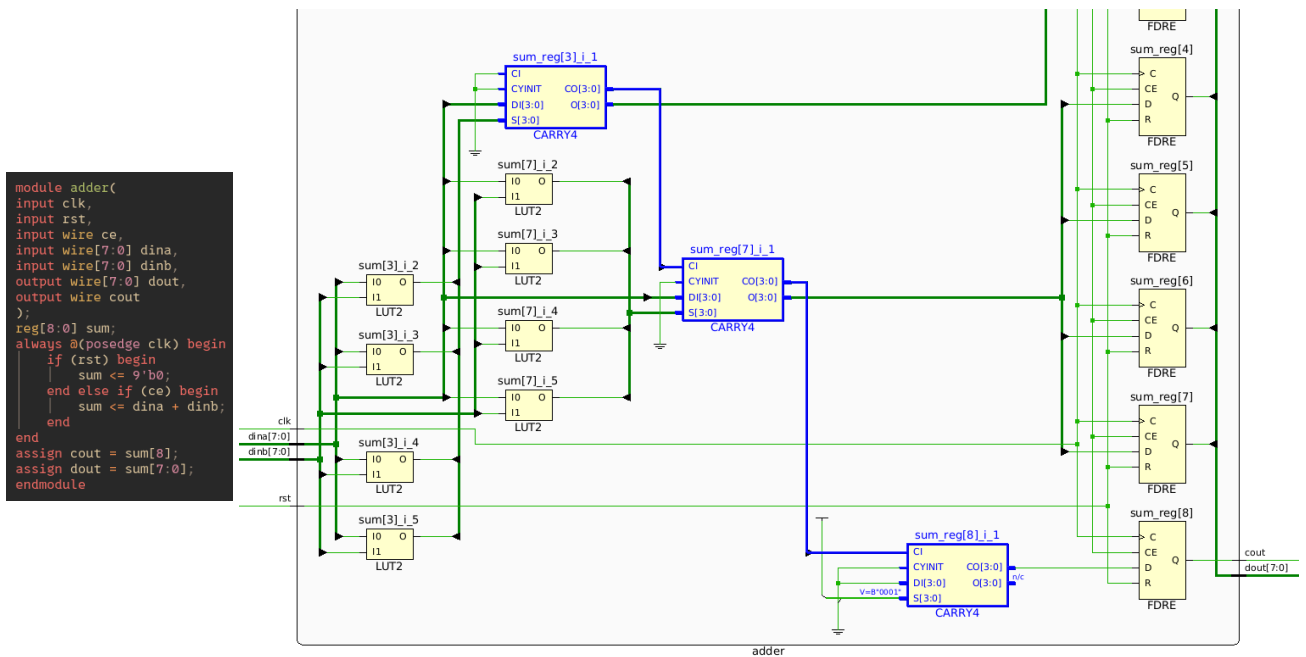 module adder(
input clk,
input rst,
input wire ce,
input wire[7:0] dina,
input wire[7:0] dinb,
output wire[7:0] dout,
output wire cout
);
reg[8:0] sum;
always @(posedge clk) begin
if (rst) begin
sum <= 9'b0;
end else if (ce) begin
sum <= dina + dinb;
end
end
assign cout = sum[8];
assign dout = sum[7:0];
endmodule
clk
dina[7:0]
dinb[7:0]
rst
sum[3]_i_2
I0 O
I1
LUT2
sum[3]_i_3
I0 O
I1
LUT2
sum[3]_i_4
I0 O
I1
LUT2
sum[3]_i_5
I0 O
I1
LUT2
sum_reg[3]_i_1
CI
CYINIT CO[3:0]
DI[3:0] O[3:0]
S[3:0]
CARRY4
sum[7]_i_2
I0 O
I1
LUT2
sum[7]_i_3
I0 O
I1
LUT2
sum[7]_i_4
I0 O
I1
LUT2
sum[7]_i_5
I0 O
I1
LUT2
sum_reg[7]_i_1
CI
CYINIT CO[3:0]
DI[3:0] O[3:0]
S[3:0]
CARRY4
sum_reg[8]_i_1
CI
CYINIT CO[3:0]
DI[3:0] O[3:0] n/c
V=B"0001" S[3:0]
CARRY4
FDRE
sum_reg[4]
C
CE
D Q
R
FDRE
sum_reg[5]
C
CE
D Q
R
FDRE
sum_reg[6]
C
CE
D Q
R
FDRE
sum_reg[7]
C
CE
D Q
R
FDRE
sum_reg[8]
C
CE
D Q
R
FDRE
cout
dout[7:0]
adder